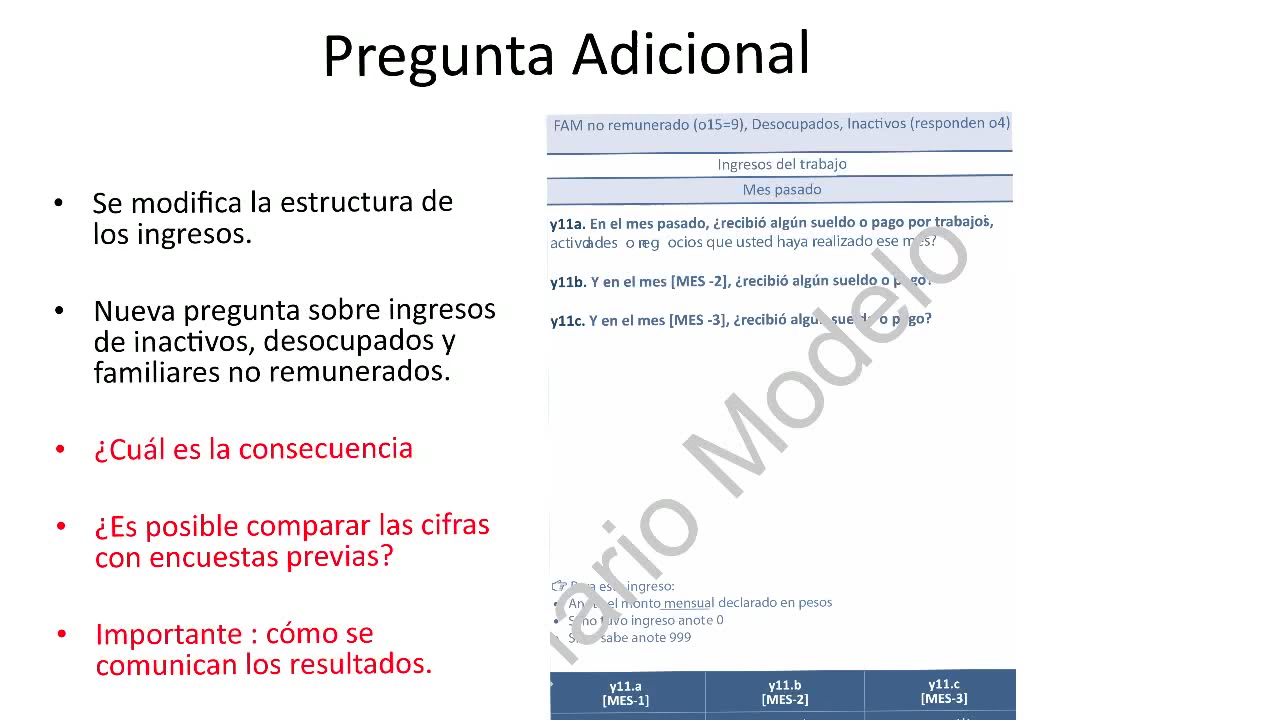 Pregunta Adicional
• Se modifica la estructura de
los ingresos.
• Nueva pregunta sobre ingresos
de inactivos, desocupados y
familiares no remunerados.
• ¿Cuál es la consecuencia
• ¿Es posible comparar las cifras
con encuestas previas?
• Importante : cómo se
comunican los resultados.
FAM no remunerado (o15=9), Desocupados, Inactivos (responden o4)
Ingresos del trabajo
Mes pasado
y11a. En el mes pasado, ¿recibió algún sueldo o pago por trabajos,
actividades o negocios que usted haya realizado ese mes?
y11b. Y en el mes [MES -2], ¿recibió algún sueldo o pago?
y11c. Y en el mes [MES -3], ¿recibió algún sueldo o pago?
☞ Para este ingreso:
• Anote el monto mensual declarado en pesos
• Si no tuvo ingreso anote 0
• Si no sabe anote 999
ario Modelo
y11.a y11.b y11.c
[MES-1] [MES-2] [MES-3]